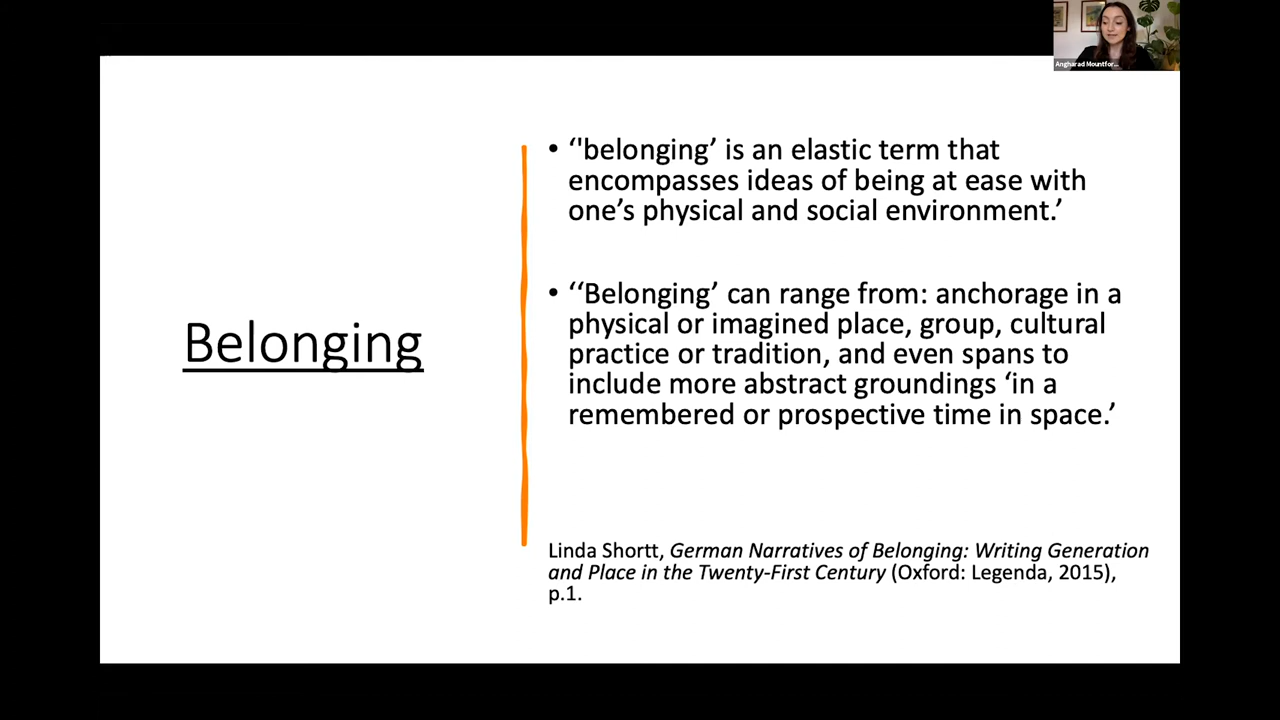 Angharad Mountfor...
Belonging
• ‘'belonging’ is an elastic term that
encompasses ideas of being at ease with
one’s physical and social environment.’
• ‘‘Belonging’ can range from: anchorage in a
physical or imagined place, group, cultural
practice or tradition, and even spans to
include more abstract groundings ‘in a
remembered or prospective time in space.’
Linda Shortt, German Narratives of Belonging: Writing Generation
and Place in the Twenty-First Century (Oxford: Legenda, 2015),
p.1.